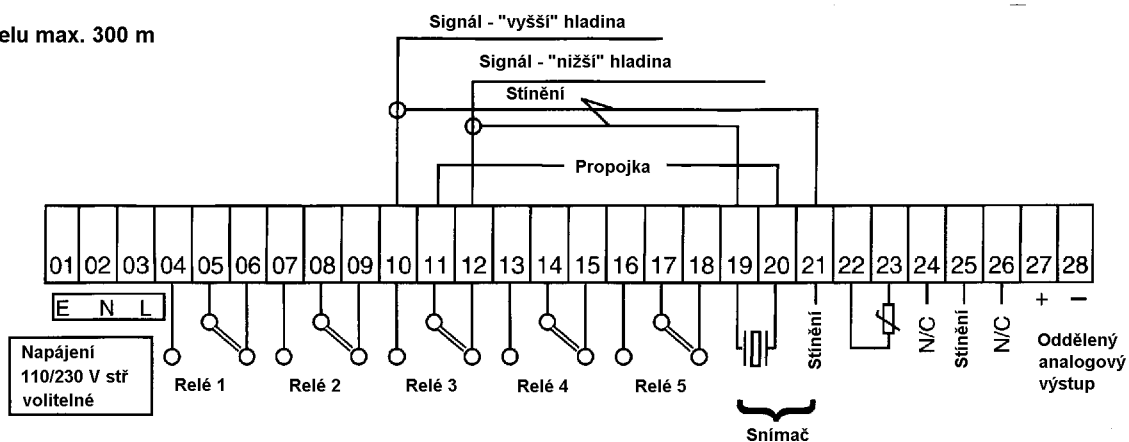 elu max. 300 m
Signál - "vyšší" hladina
Signál - "nižší" hladina
Stínění
Propojka
01 02 03 04 05 06 07 08 09 10 11 12 13 14 15 16 17 18 19 20 21 22 23 24 25 26 27 28
E N L
Napájení
110/230 V stř
volitelné
Relé 1
Relé 2
Relé 3
Relé 4
Relé 5
Snímač
Stínění
N/C
Stínění
N/C
+ −
Oddělený
analogový
výstup